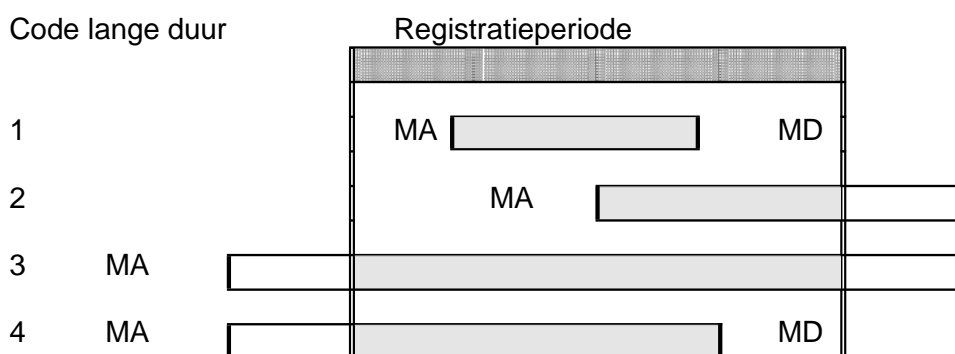 Code lange duur Registratieperiode
1 MA MD
2 MA
3 MA
4 MA MD